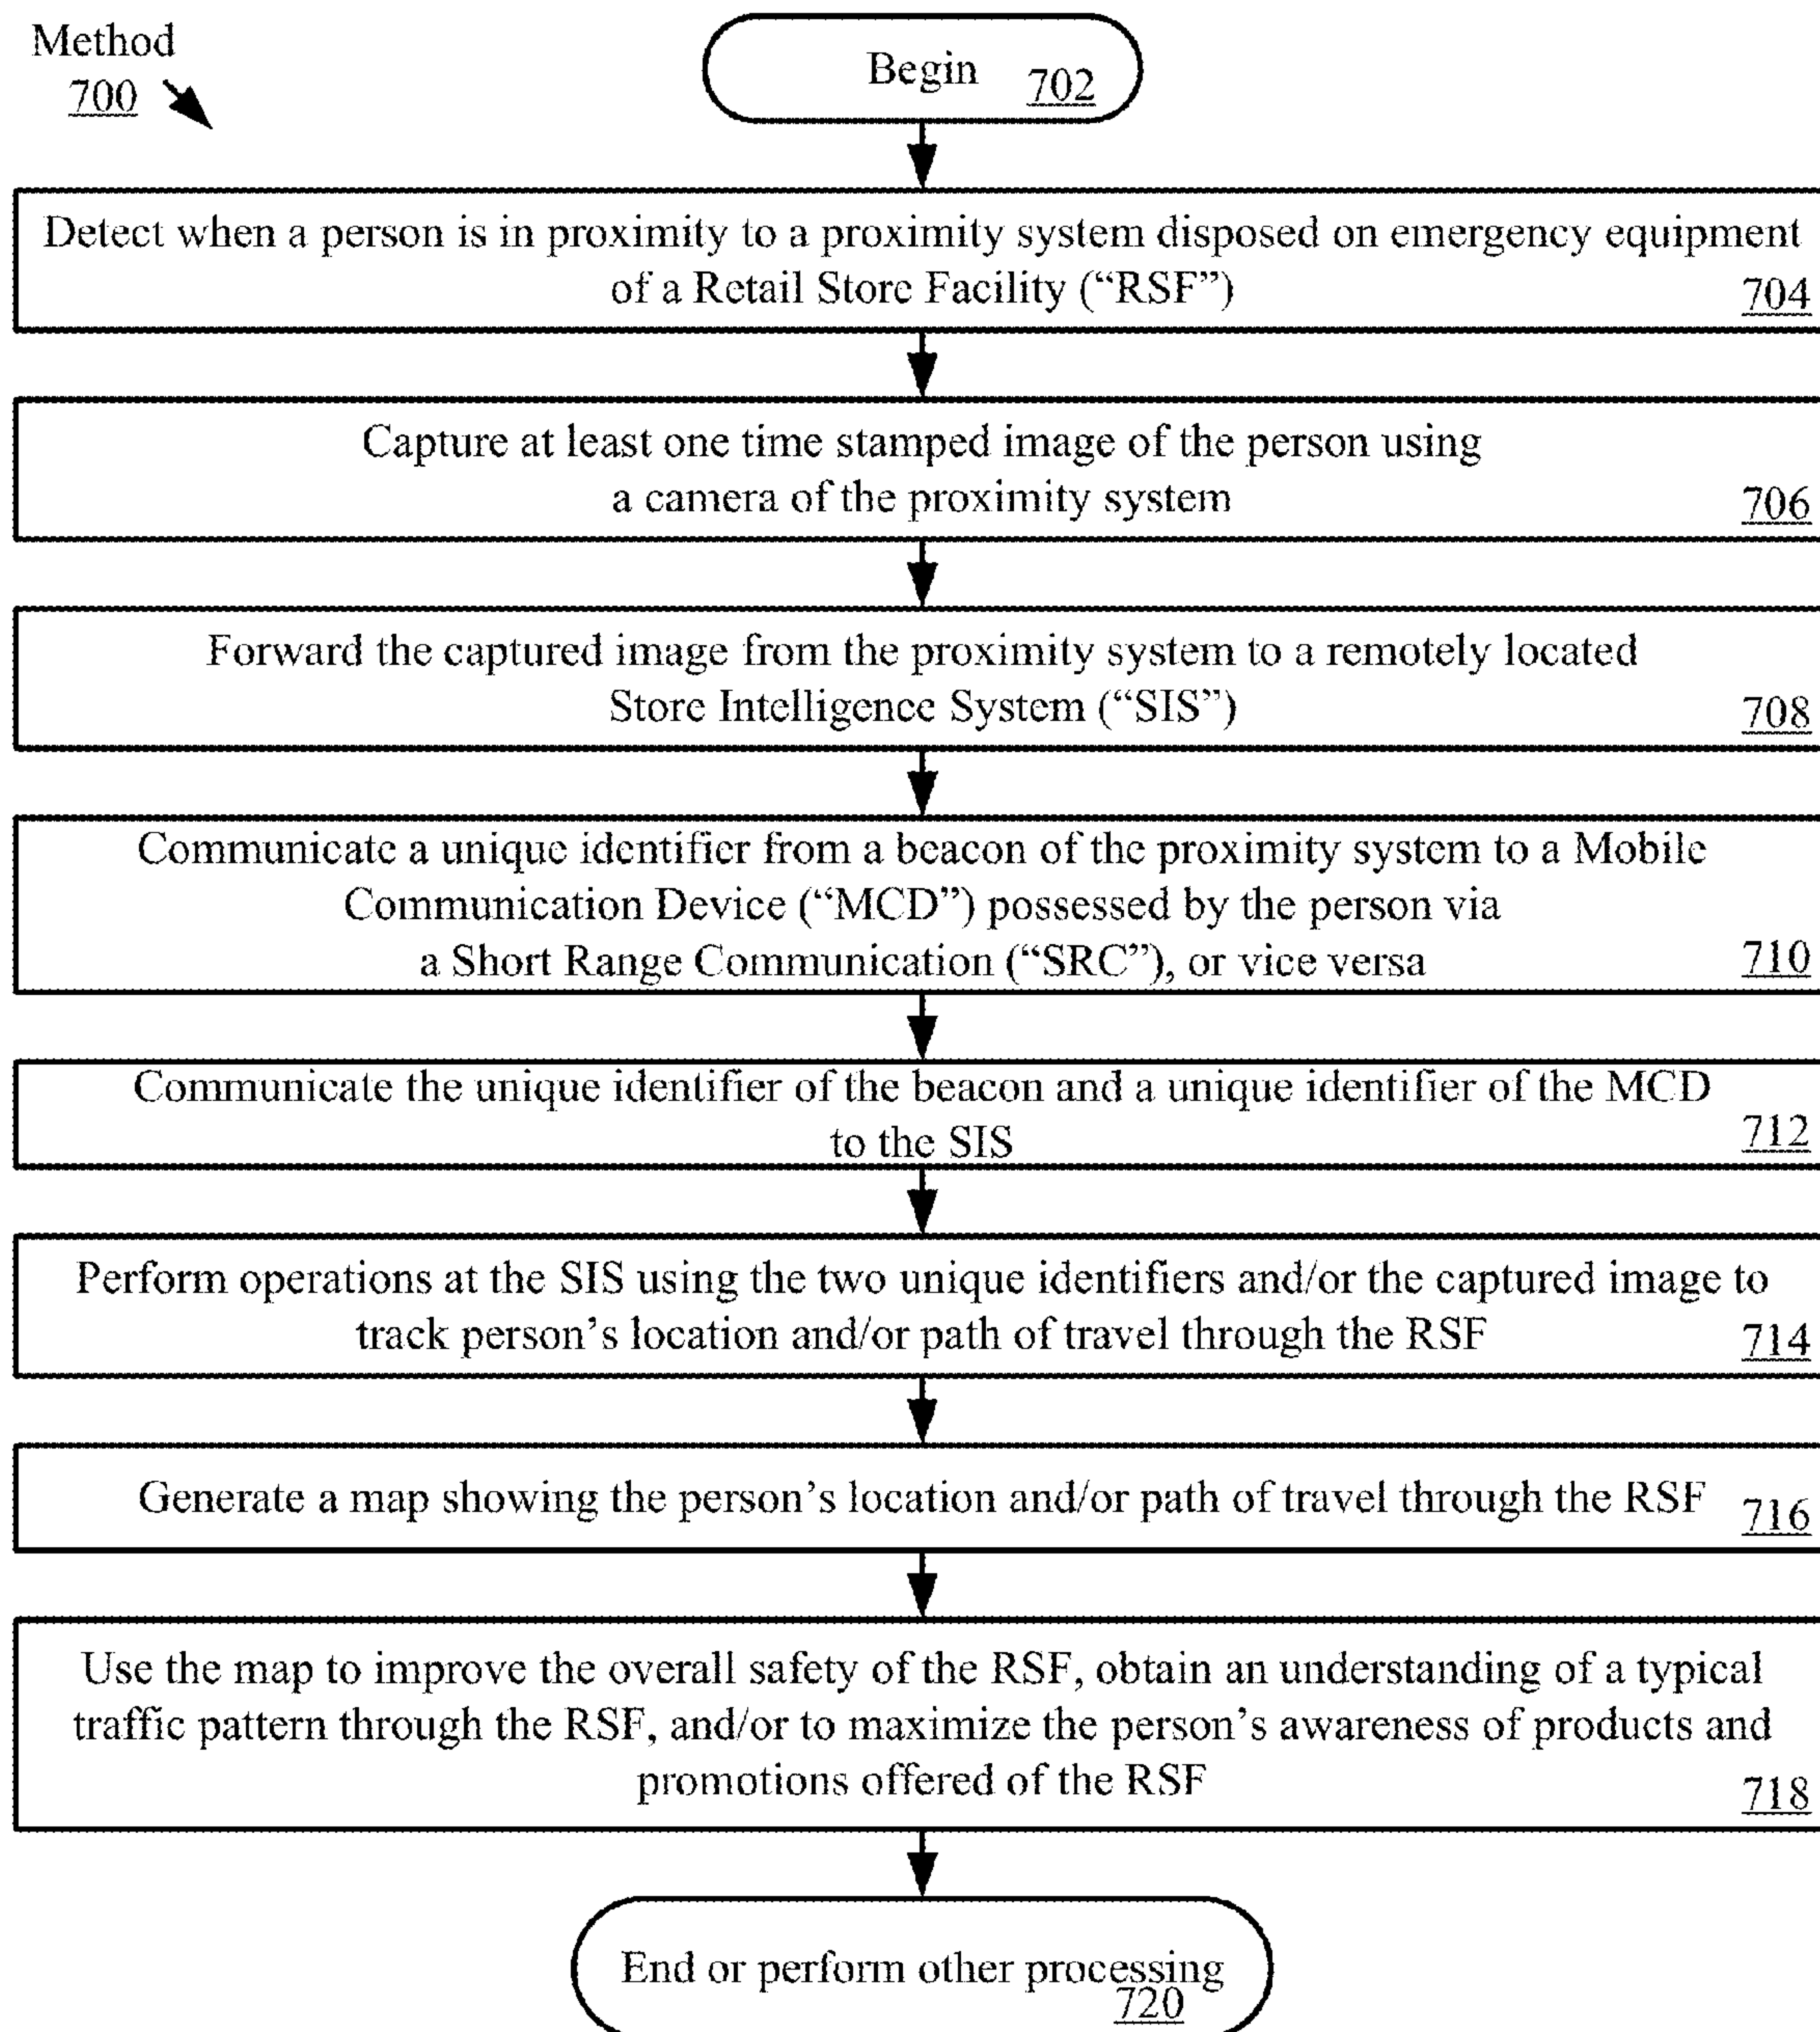 Method
700
Begin 702
Detect when a person is in proximity to a proximity system disposed on emergency equipment
of a Retail Store Facility (“RSF”)
704
Capture at least one time stamped image of the person using
a camera of the proximity system
706
Forward the captured image from the proximity system to a remotely located
Store Intelligence System (“SIS”)
708
Communicate a unique identifier from a beacon of the proximity system to a Mobile
Communication Device (“MCD”) possessed by the person via
a Short Range Communication (“SRC”), or vice versa
710
Communicate the unique identifier of the beacon and a unique identifier of the MCD
to the SIS
712
Perform operations at the SIS using the two unique identifiers and/or the captured image to
track person’s location and/or path of travel through the RSF
714
Generate a map showing the person’s location and/or path of travel through the RSF
716
Use the map to improve the overall safety of the RSF, obtain an understanding of a typical
traffic pattern through the RSF, and/or to maximize the person’s awareness of products and
promotions offered of the RSF
718
End or perform other processing
720